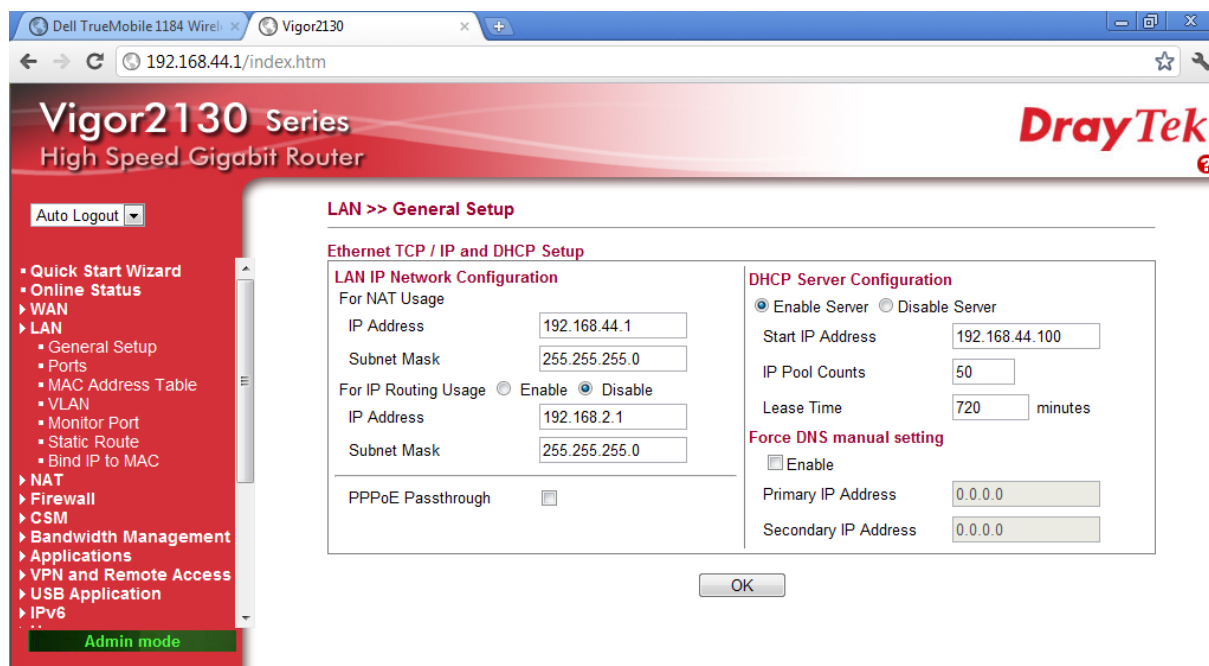 Dell TrueMobile 1184 Wirel
Vigor2130
192.168.44.1/index.htm
Vigor2130 Series
High Speed Gigabit Router
DrayTek
Auto Logout
Quick Start Wizard
Online Status
WAN
LAN
General Setup
Ports
MAC Address Table
VLAN
Monitor Port
Static Route
Bind IP to MAC
NAT
Firewall
CSM
Bandwidth Management
Applications
VPN and Remote Access
USB Application
IPv6
Admin mode
LAN >> General Setup
Ethernet TCP / IP and DHCP Setup
LAN IP Network Configuration
For NAT Usage
IP Address 192.168.44.1
Subnet Mask 255.255.255.0
For IP Routing Usage Enable Disable
IP Address 192.168.2.1
Subnet Mask 255.255.255.0
PPPoE Passthrough
DHCP Server Configuration
Enable Server Disable Server
Start IP Address 192.168.44.100
IP Pool Counts 50
Lease Time 720 minutes
Force DNS manual setting
Enable
Primary IP Address 0.0.0.0
Secondary IP Address 0.0.0.0
OK